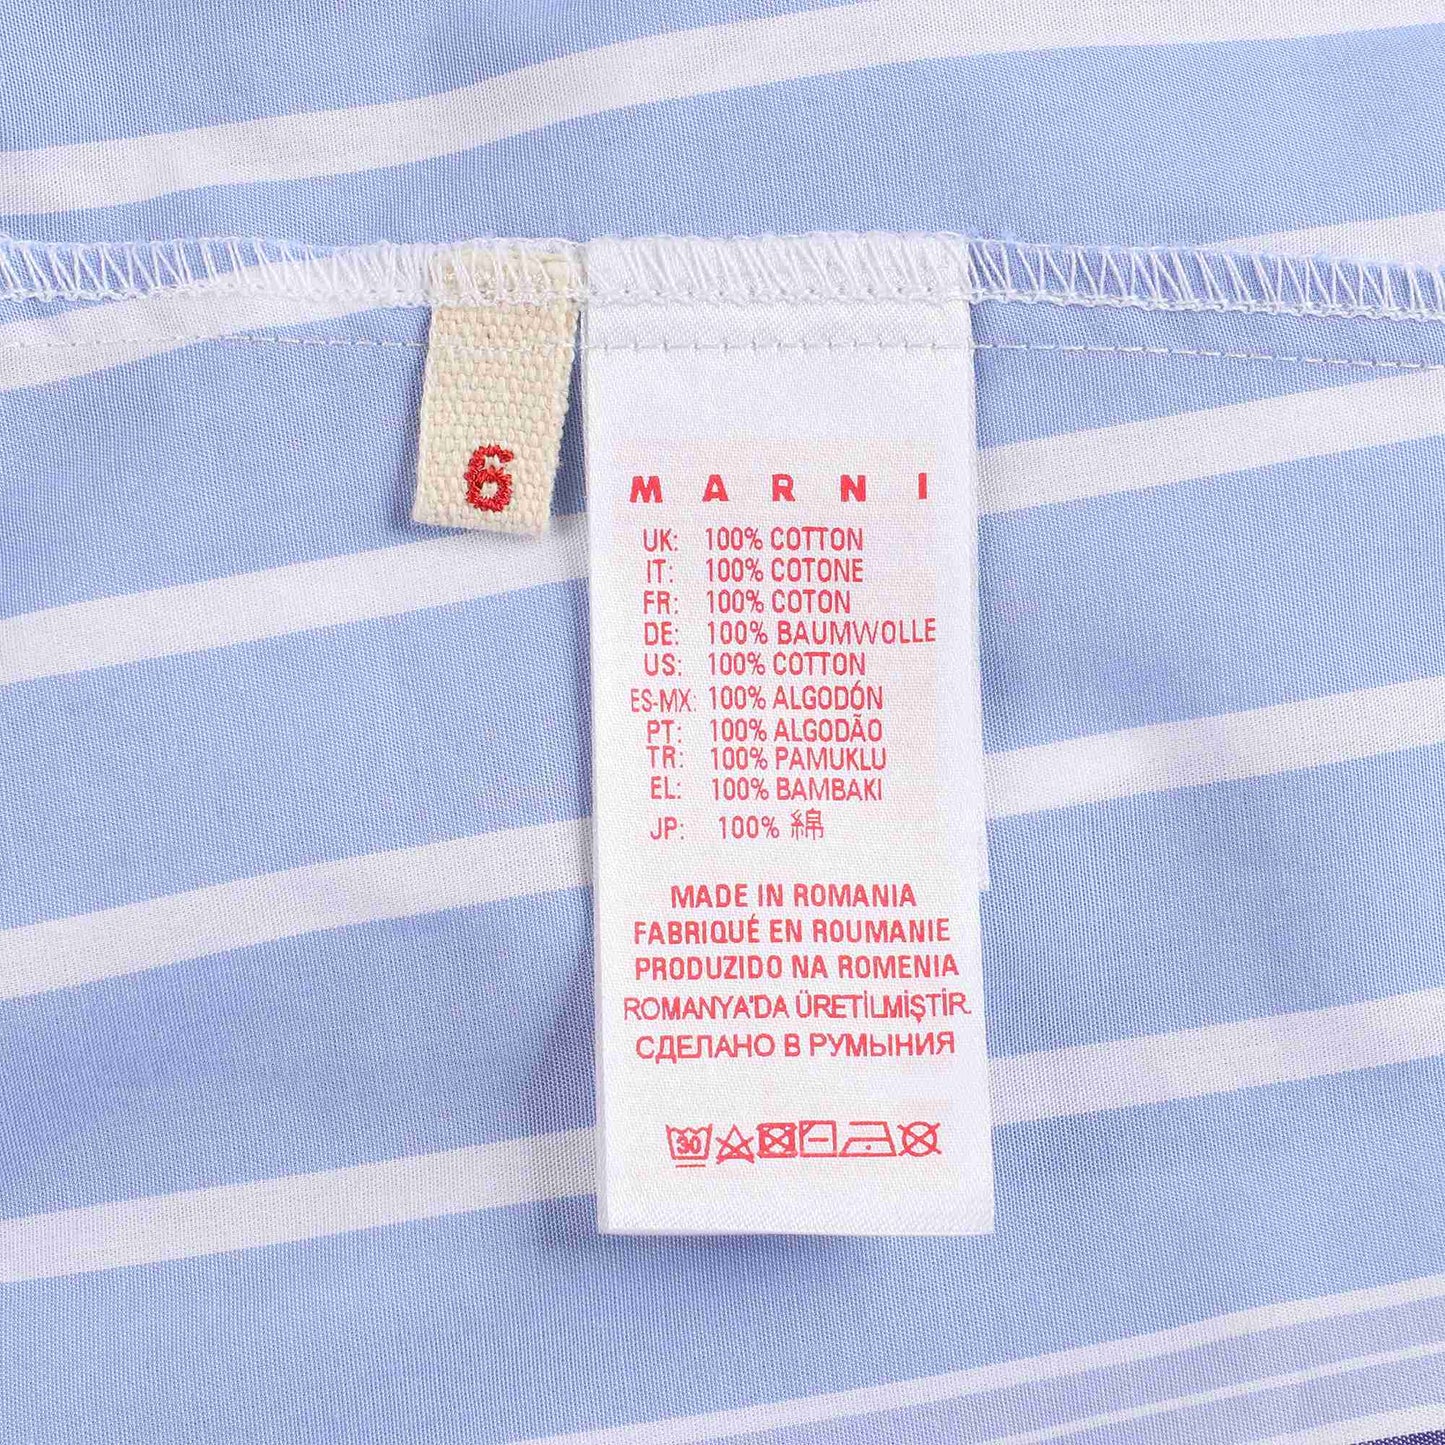 6
MARNI
UK: 100% COTTON
IT: 100% COTONE
FR: 100% COTON
DE: 100% BAUMWOLLE
US: 100% COTTON
ES-MX: 100% ALGODÓN
PT: 100% ALGODÃO
TR: 100% PAMUKLU
EL: 100% BAMBAKI
JP: 100% 綿
MADE IN ROMANIA
FABRIQUÉ EN ROUMANIE
PRODUZIDO NA ROMENIA
ROMANYA'DA ÜRETİLMİŞTİR.
СДЕЛАНО В РУМЫНИЯ
30